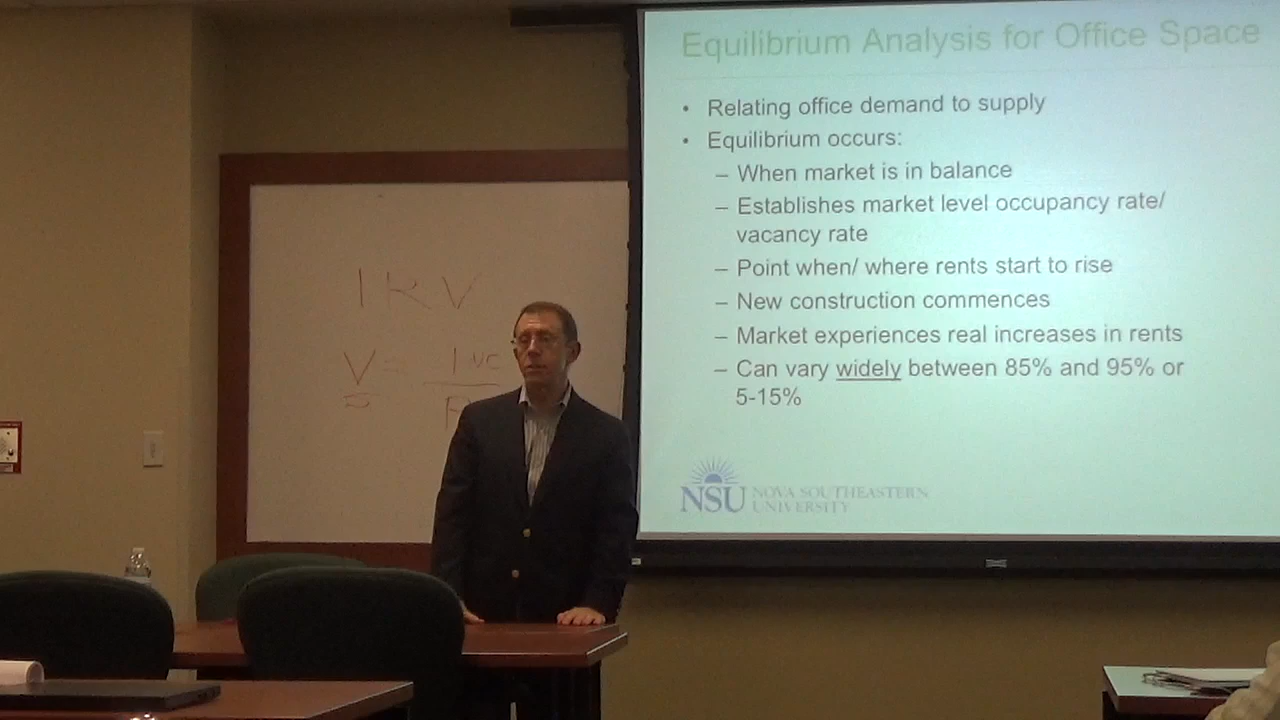 Equilibrium Analysis for Office Space
• Relating office demand to supply
• Equilibrium occurs:
– When market is in balance
– Establishes market level occupancy rate/
vacancy rate
– Point when/ where rents start to rise
– New construction commences
– Market experiences real increases in rents
– Can vary widely between 85% and 95% or
5-15%
NSU NOVA SOUTHEASTERN
UNIVERSITY
I R V
V =